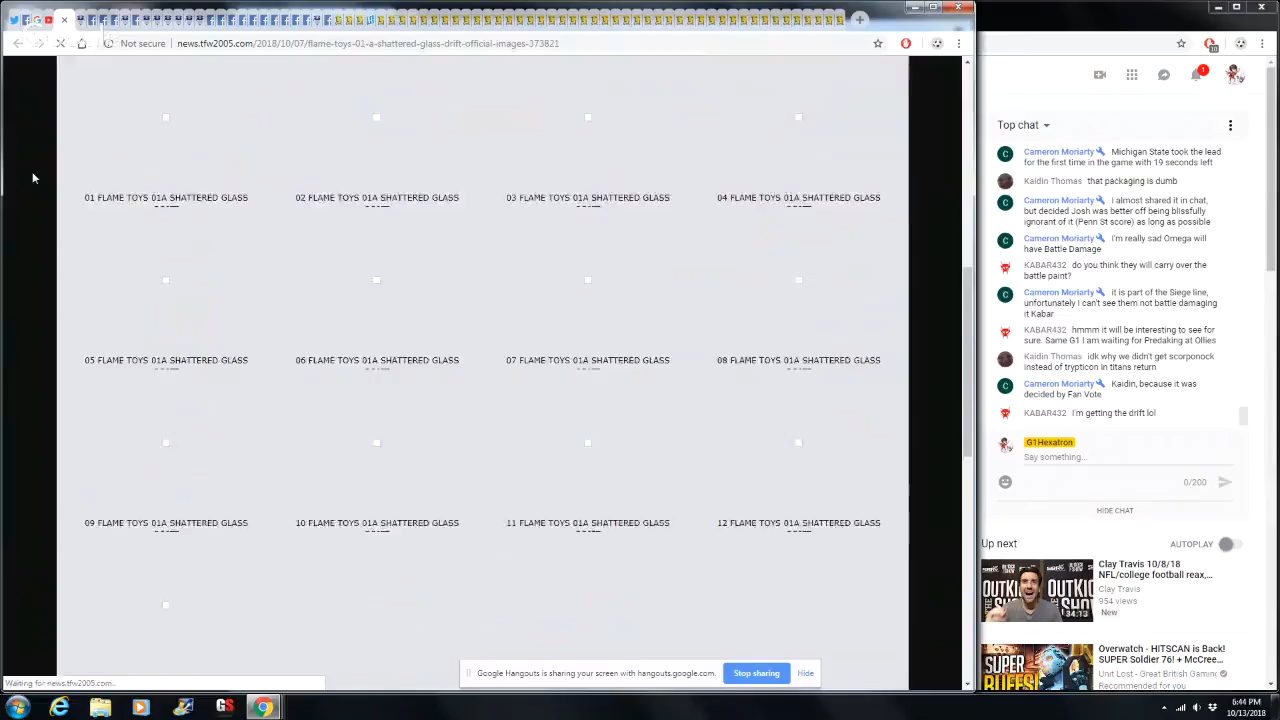 Not secure
news.tfw2005.com/2018/10/07/flame-toys-01-a-shattered-glass-drift-official-images-373821
01 FLAME TOYS 01A SHATTERED GLASS
02 FLAME TOYS 01A SHATTERED GLASS
03 FLAME TOYS 01A SHATTERED GLASS
04 FLAME TOYS 01A SHATTERED GLASS
05 FLAME TOYS 01A SHATTERED GLASS
06 FLAME TOYS 01A SHATTERED GLASS
07 FLAME TOYS 01A SHATTERED GLASS
08 FLAME TOYS 01A SHATTERED GLASS
09 FLAME TOYS 01A SHATTERED GLASS
10 FLAME TOYS 01A SHATTERED GLASS
11 FLAME TOYS 01A SHATTERED GLASS
12 FLAME TOYS 01A SHATTERED GLASS
Google Hangouts is sharing your screen with hangouts.google.com.
Stop sharing
Hide
Waiting for news.tfw2005.com...
10
1
Top chat
Cameron Moriarty Michigan State took the lead
for the first time in the game with 19 seconds left
Kaidin Thomas that packaging is dumb
Cameron Moriarty I almost shared it in chat,
but decided Josh was better off being blissfully
ignorant of it (Penn St score) as long as possible
Cameron Moriarty I'm really sad Omega will
have Battle Damage
KABAR432 do you think they will carry over the
battle paint?
Cameron Moriarty it is part of the Siege line,
unfortunately I can't see them not battle damaging
it Kabar
KABAR432 hmmm it will be interesting to see for
sure. Same G1 I am waiting for Predaking at Ollies
Kaidin Thomas idk why we didn't get scorponock
instead of trypticon in titans return
Cameron Moriarty Kaidin, because it was
decided by Fan Vote
KABAR432 I'm getting the drift lol
G1Hexatron
Say something...
0/200
HIDE CHAT
Up next
AUTOPLAY
Clay Travis 10/8/18
NFL/college football reax,...
Clay Travis
954 views
New
OUTKICK
THE SHOW
34:13
Overwatch - HITSCAN is Back!
SUPER Soldier 76! + McCree...
Unit Lost - Great British Gaming
Recommended for you
SUPER
BUFFS!
GS
6:44 PM
10/13/2018